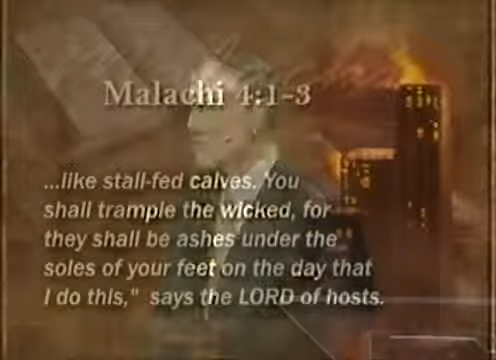 Malachi 4:1-3
...like stall-fed calves. You
shall trample the wicked, for
they shall be ashes under the
soles of your feet on the day that
I do this," says the LORD of hosts.